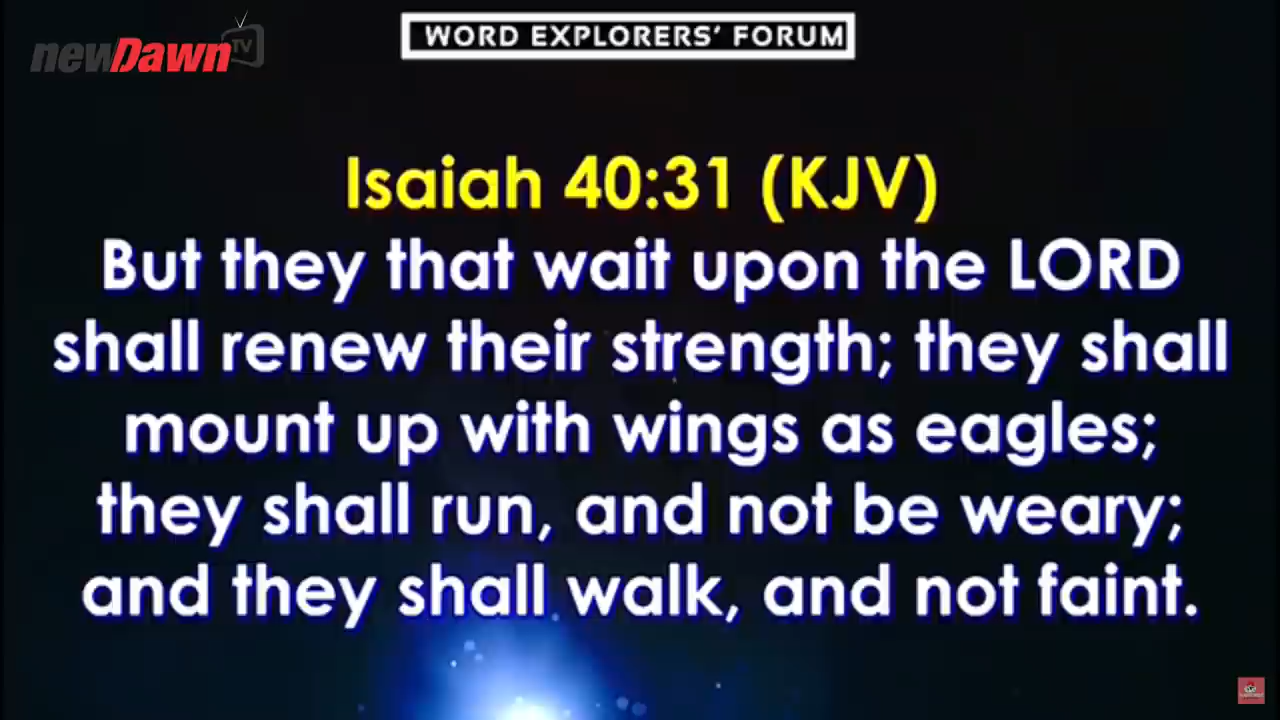 newDawn TV
WORD EXPLORERS' FORUM
Isaiah 40:31 (KJV)
But they that wait upon the LORD
shall renew their strength; they shall
mount up with wings as eagles;
they shall run, and not be weary;
and they shall walk, and not faint.